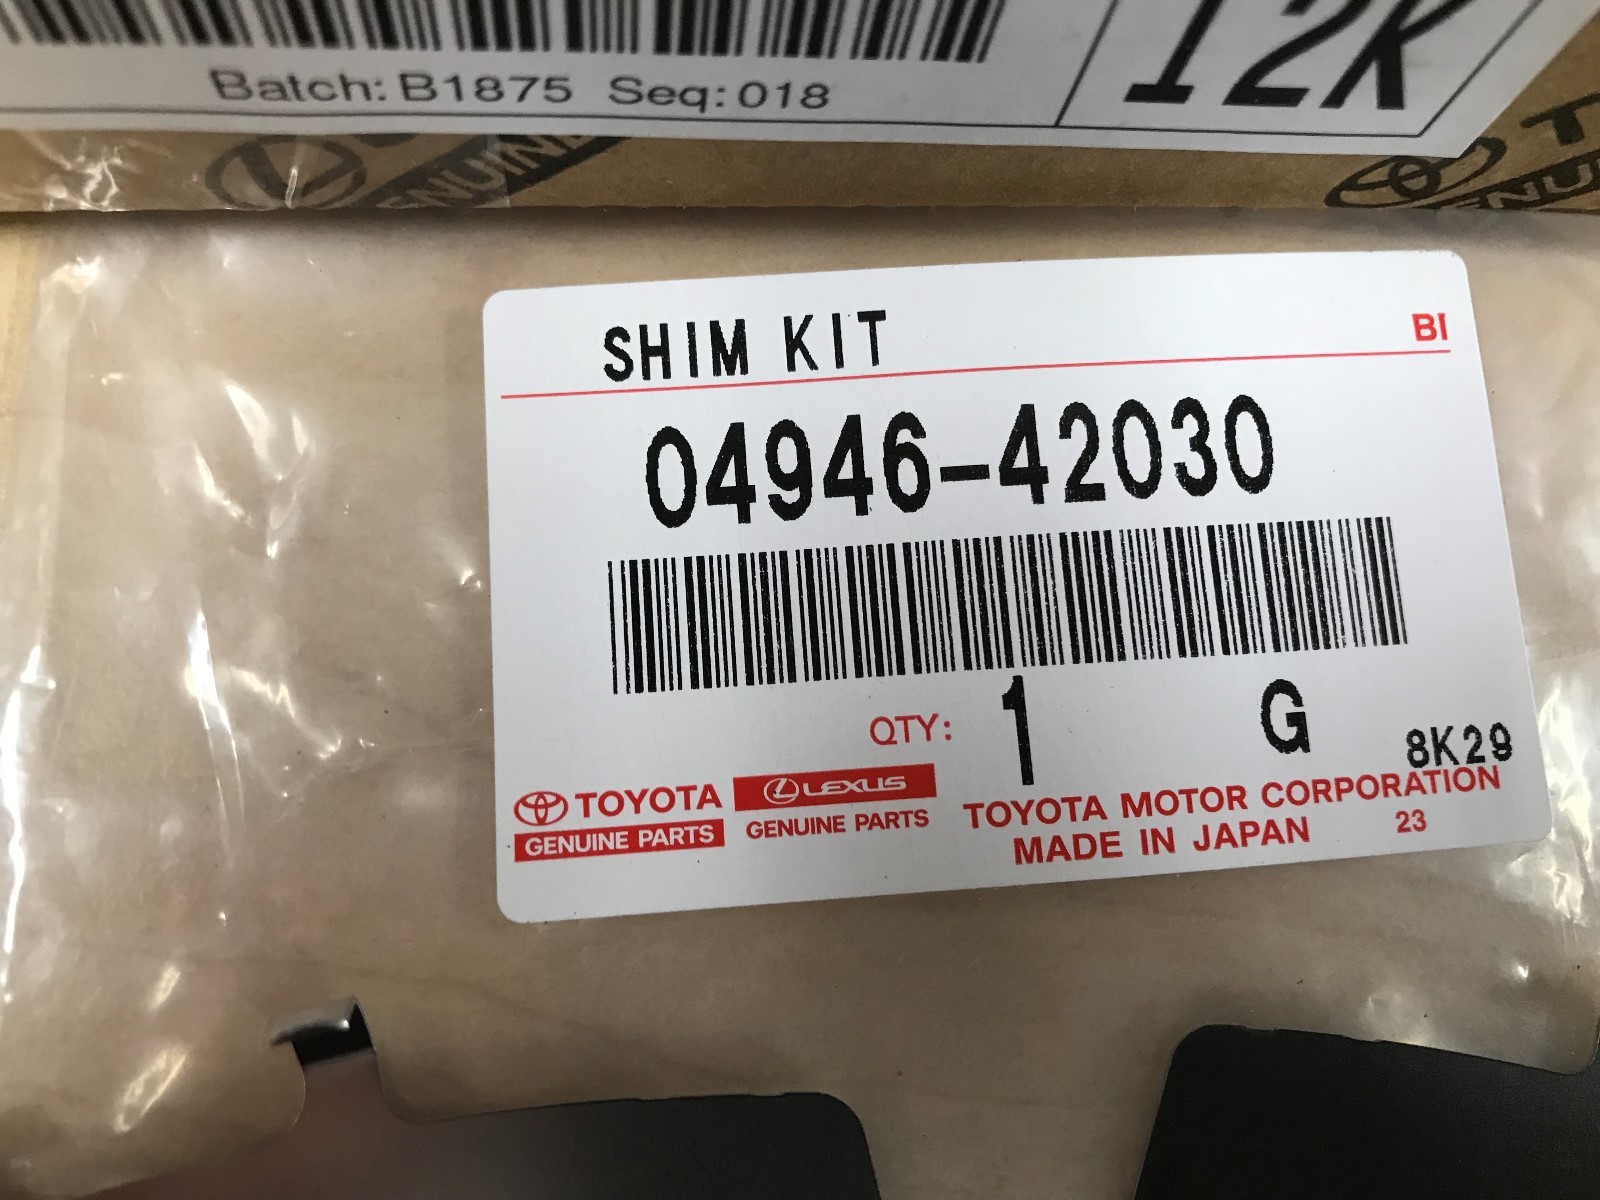 Batch: B1875 Seq: 018
12K
GENUINE
SHIM KIT
BI
04946-42030
QTY: 1 G
8K29
TOYOTA
GENUINE PARTS
LEXUS
GENUINE PARTS
TOYOTA MOTOR CORPORATION
MADE IN JAPAN 23